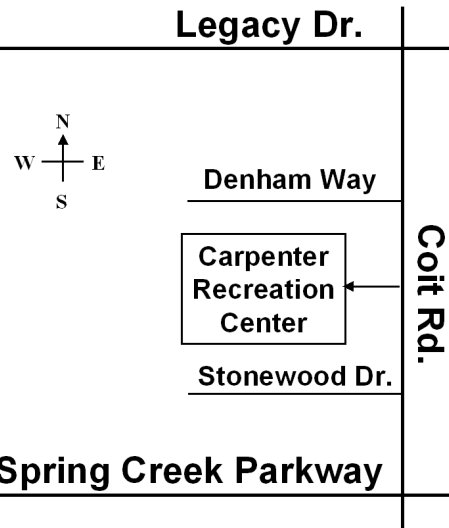 Legacy Dr.
N
W
E
S
Denham Way
Carpenter
Recreation
Center
Coit Rd.
Stonewood Dr.
Spring Creek Parkway